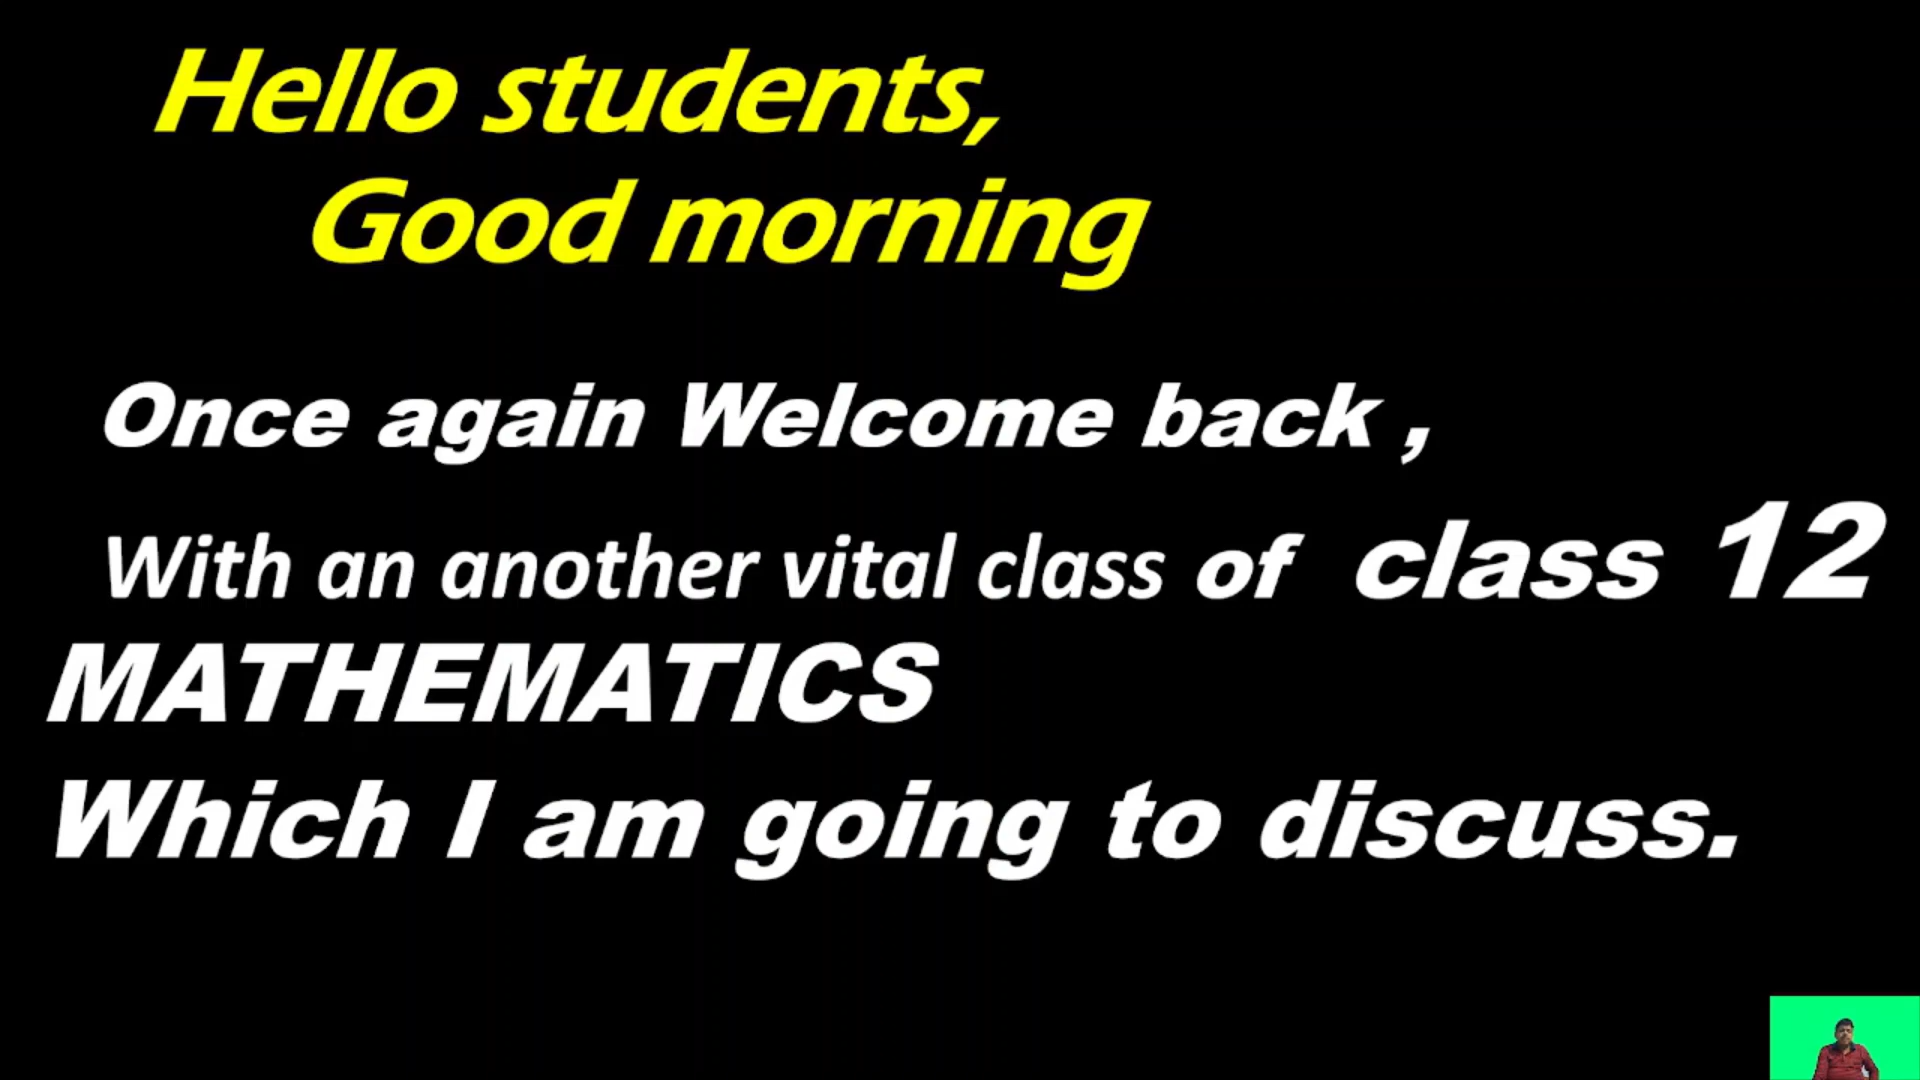 Hello students,
Good morning
Once again Welcome back ,
With an another vital class of class 12
MATHEMATICS
Which I am going to discuss.